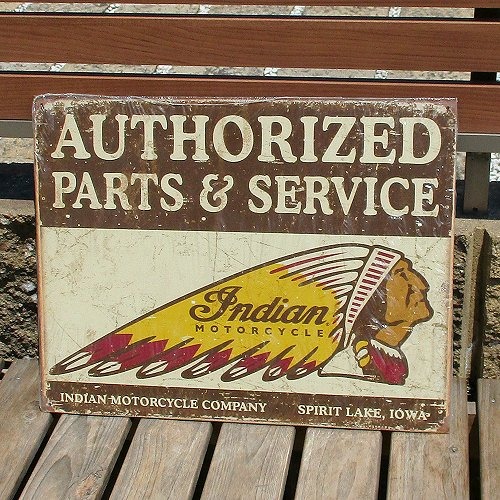 AUTHORIZED
PARTS & SERVICE
Indian
MOTORCYCLE
INDIAN MOTORCYCLE COMPANY SPIRIT LAKE, IOWA